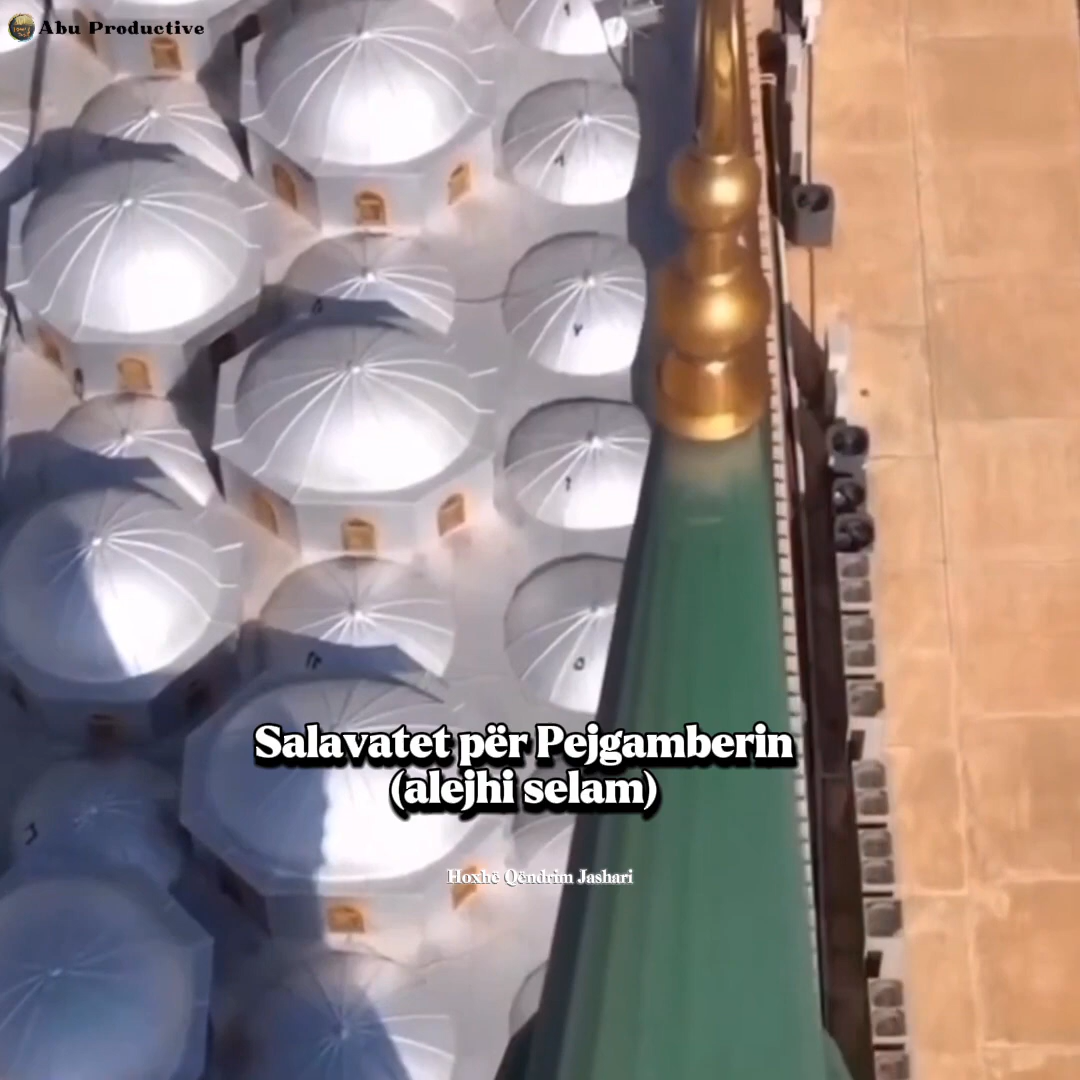 Abu Productive
Salavatet për Pejgamberin
(alejhi selam)
Hoxhë Qëndrim Jashari